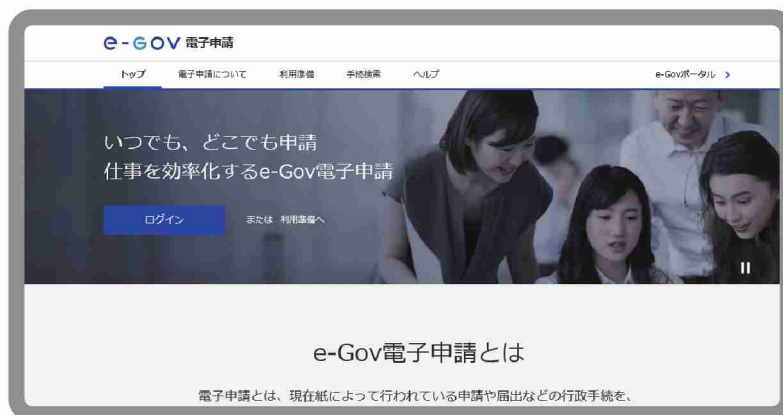 e-GOV 電子申請
トップ 電子申請について 利用準備 手続検索 ヘルプ e-Govポータル
いつでも、どこでも申請
仕事を効率化するe-Gov電子申請
ログイン または 利用準備へ
e-Gov電子申請とは
電子申請とは、現在紙によって行われている申請や届出などの行政手続を、